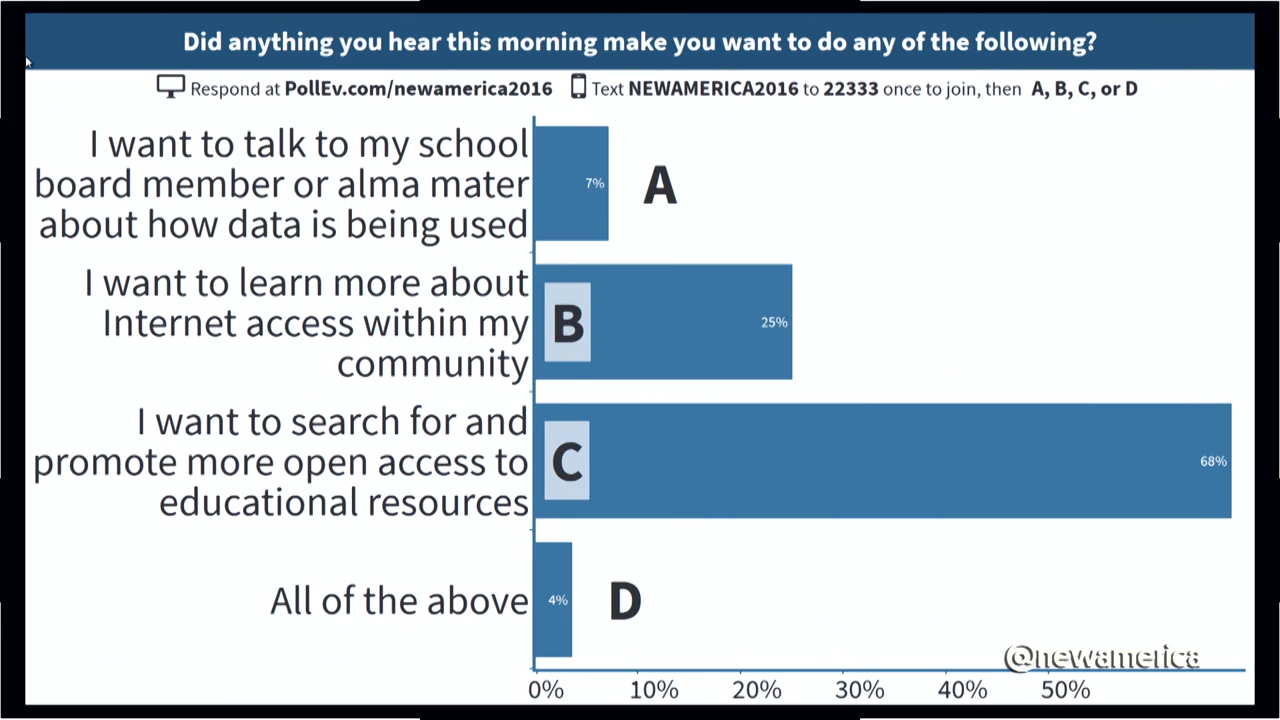 Did anything you hear this morning make you want to do any of the following?
Respond at PollEv.com/newamerica2016 Text NEWAMERICA2016 to 22333 once to join, then A, B, C, or D
I want to talk to my school
board member or alma mater
about how data is being used
7%
A
I want to learn more about
Internet access within my
community
B
25%
I want to search for and
promote more open access to
educational resources
C
68%
All of the above
4%
D
@newamerica
0% 10% 20% 30% 40% 50%